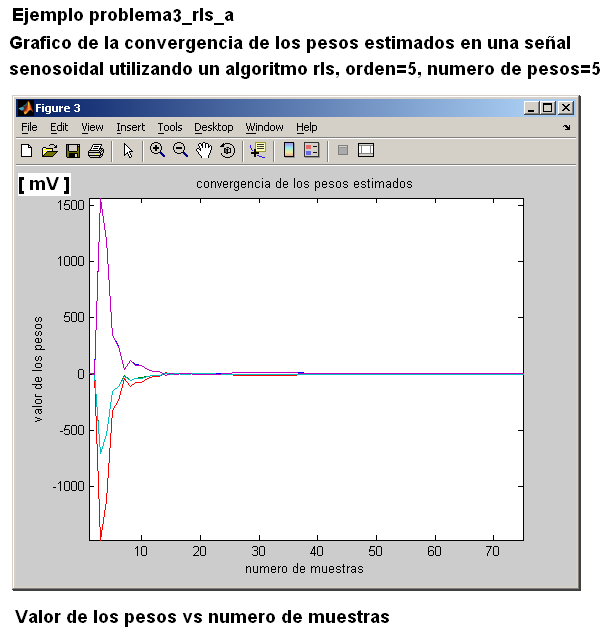 Ejemplo problema3_rls_a
Grafico de la convergencia de los pesos estimados en una señal
senosoidal utilizando un algoritmo rls, orden=5, numero de pesos=5
Figure 3
File Edit View Insert Tools Desktop Window Help
[ mV ]
convergencia de los pesos estimados
1500
1000
500
0
-500
-1000
valor de los pesos
10 20 30 40 50 60 70
numero de muestras
Valor de los pesos vs numero de muestras